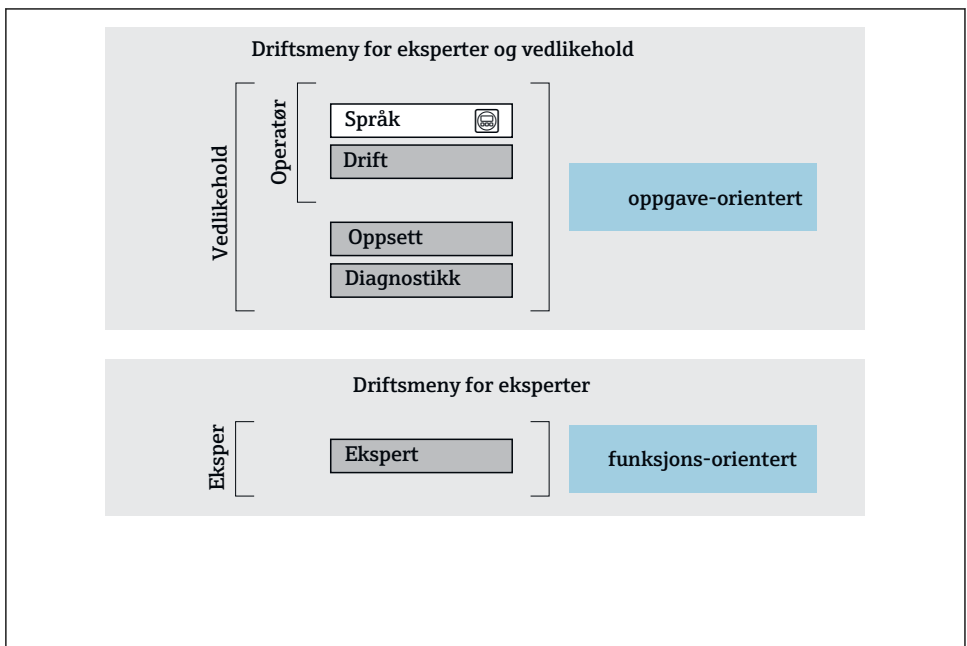 Driftsmeny for eksperter og vedlikehold
Vedlikehold
Operatør
Språk
Drift
Oppsett
Diagnostikk
oppgave-orientert
Driftsmeny for eksperter
Eksper
Ekspert
funksjons-orientert